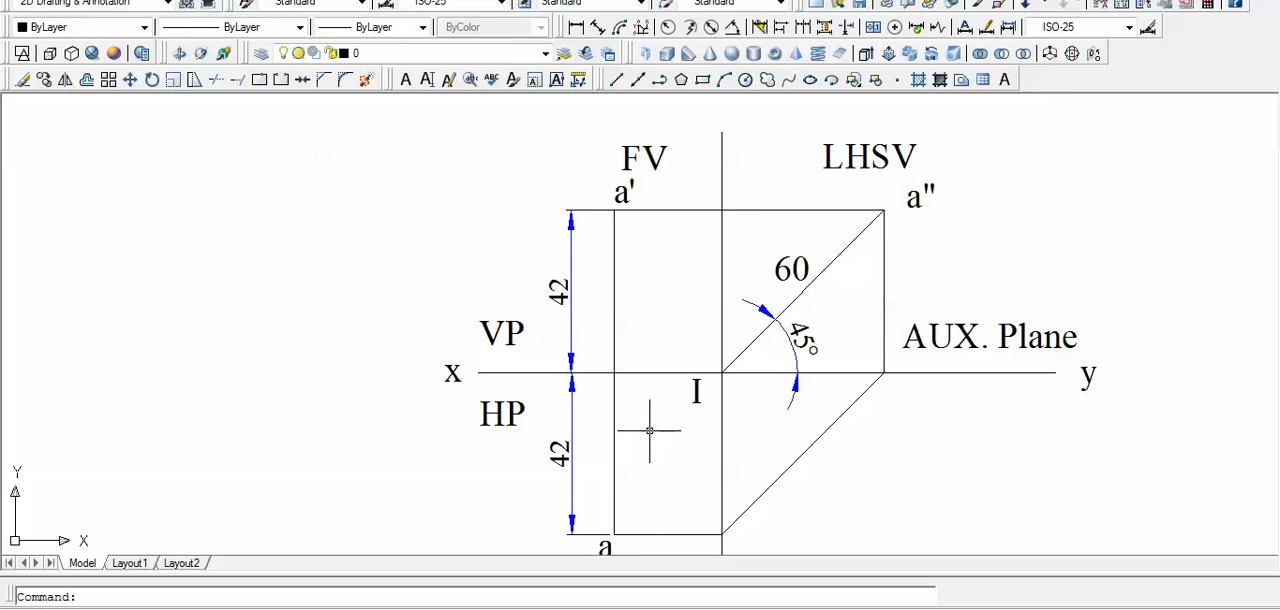 2D Drafting & Annotation Standard ISO-25 Standard Standard
ByLayer ByLayer ByLayer ByColor ISO-25
0
FV LHSV
a' a"
60
42
45°
VP AUX. Plane
x y
I
HP
42
a
Y
X
Model Layout1 Layout2
Command: